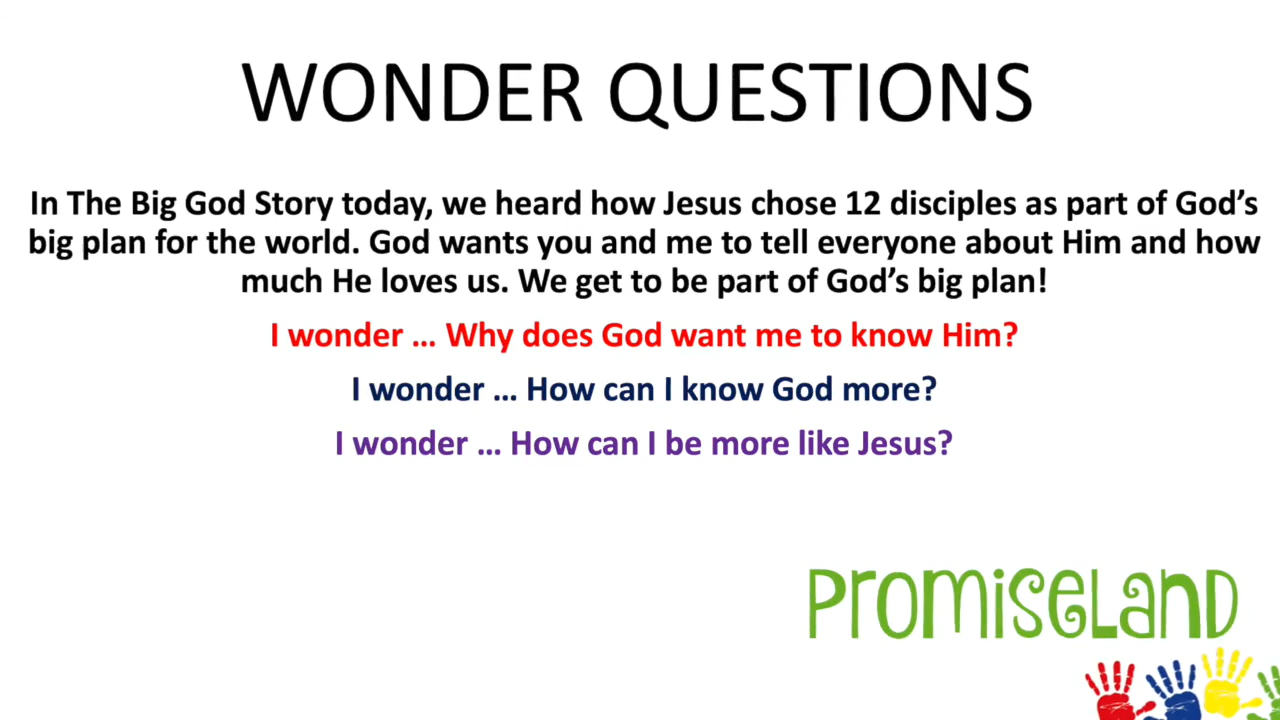 WONDER QUESTIONS
In The Big God Story today, we heard how Jesus chose 12 disciples as part of God’s
big plan for the world. God wants you and me to tell everyone about Him and how
much He loves us. We get to be part of God’s big plan!
I wonder … Why does God want me to know Him?
I wonder … How can I know God more?
I wonder … How can I be more like Jesus?
PROMISELAND